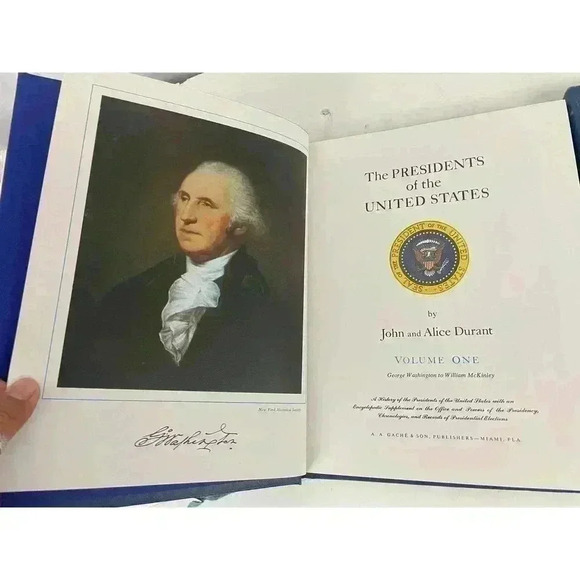 G Washington
The PRESIDENTS
of the
UNITED STATES
SEAL OF THE PRESIDENT OF THE UNITED STATES
by
John and Alice Durant
VOLUME ONE
George Washington to William McKinley
A History of the Presidents of the United States with an
Encyclopedic Supplement on the Office and Powers of the Presidency,
Chronologies, and Records of Presidential Elections
A. A. GACHÉ & SON, PUBLISHERS—MIAMI, FLA.